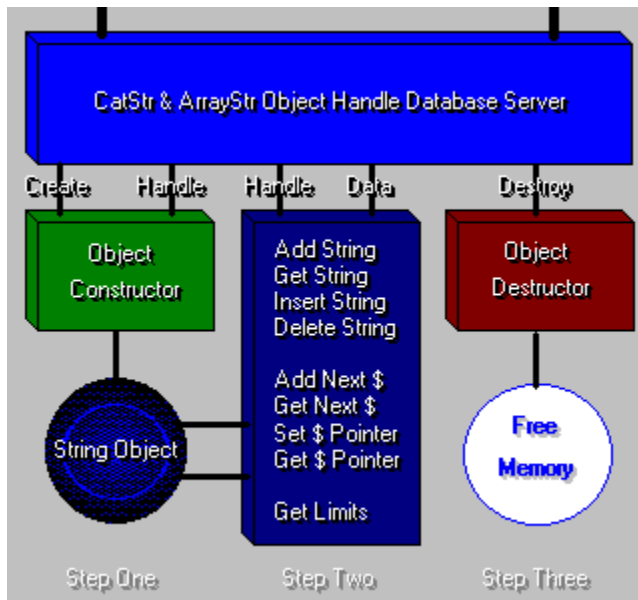 CatStr & ArrayStr Object Handle Database Server
Create Handle Handle Data Destroy
Object
Constructor
Add String
Get String
Insert String
Delete String
Add Next $
Get Next $
Set $ Pointer
Get $ Pointer
Get Limits
Object
Destructor
String Object
Free
Memory
Step One Step Two Step Three